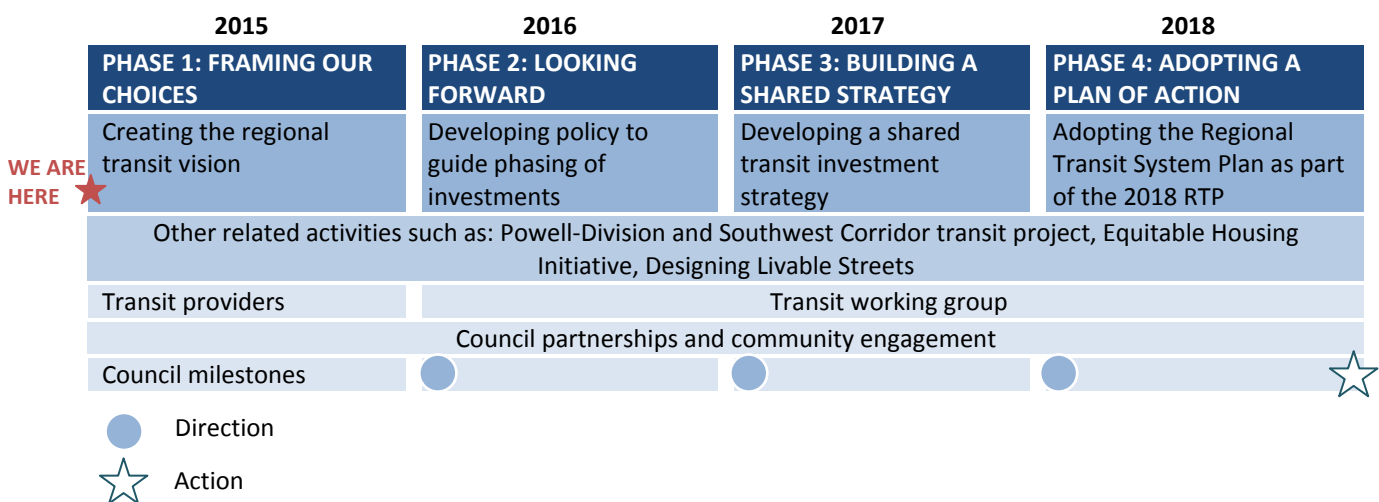 2015
2016
2017
2018
PHASE 1: FRAMING OUR
CHOICES
PHASE 2: LOOKING
FORWARD
PHASE 3: BUILDING A
SHARED STRATEGY
PHASE 4: ADOPTING A
PLAN OF ACTION
WE ARE
HERE
Creating the regional
transit vision
Developing policy to
guide phasing of
investments
Developing a shared
transit investment
strategy
Adopting the Regional
Transit System Plan as part
of the 2018 RTP
Other related activities such as: Powell-Division and Southwest Corridor transit project, Equitable Housing
Initiative, Designing Livable Streets
Transit providers
Transit working group
Council partnerships and community engagement
Council milestones
Direction
Action